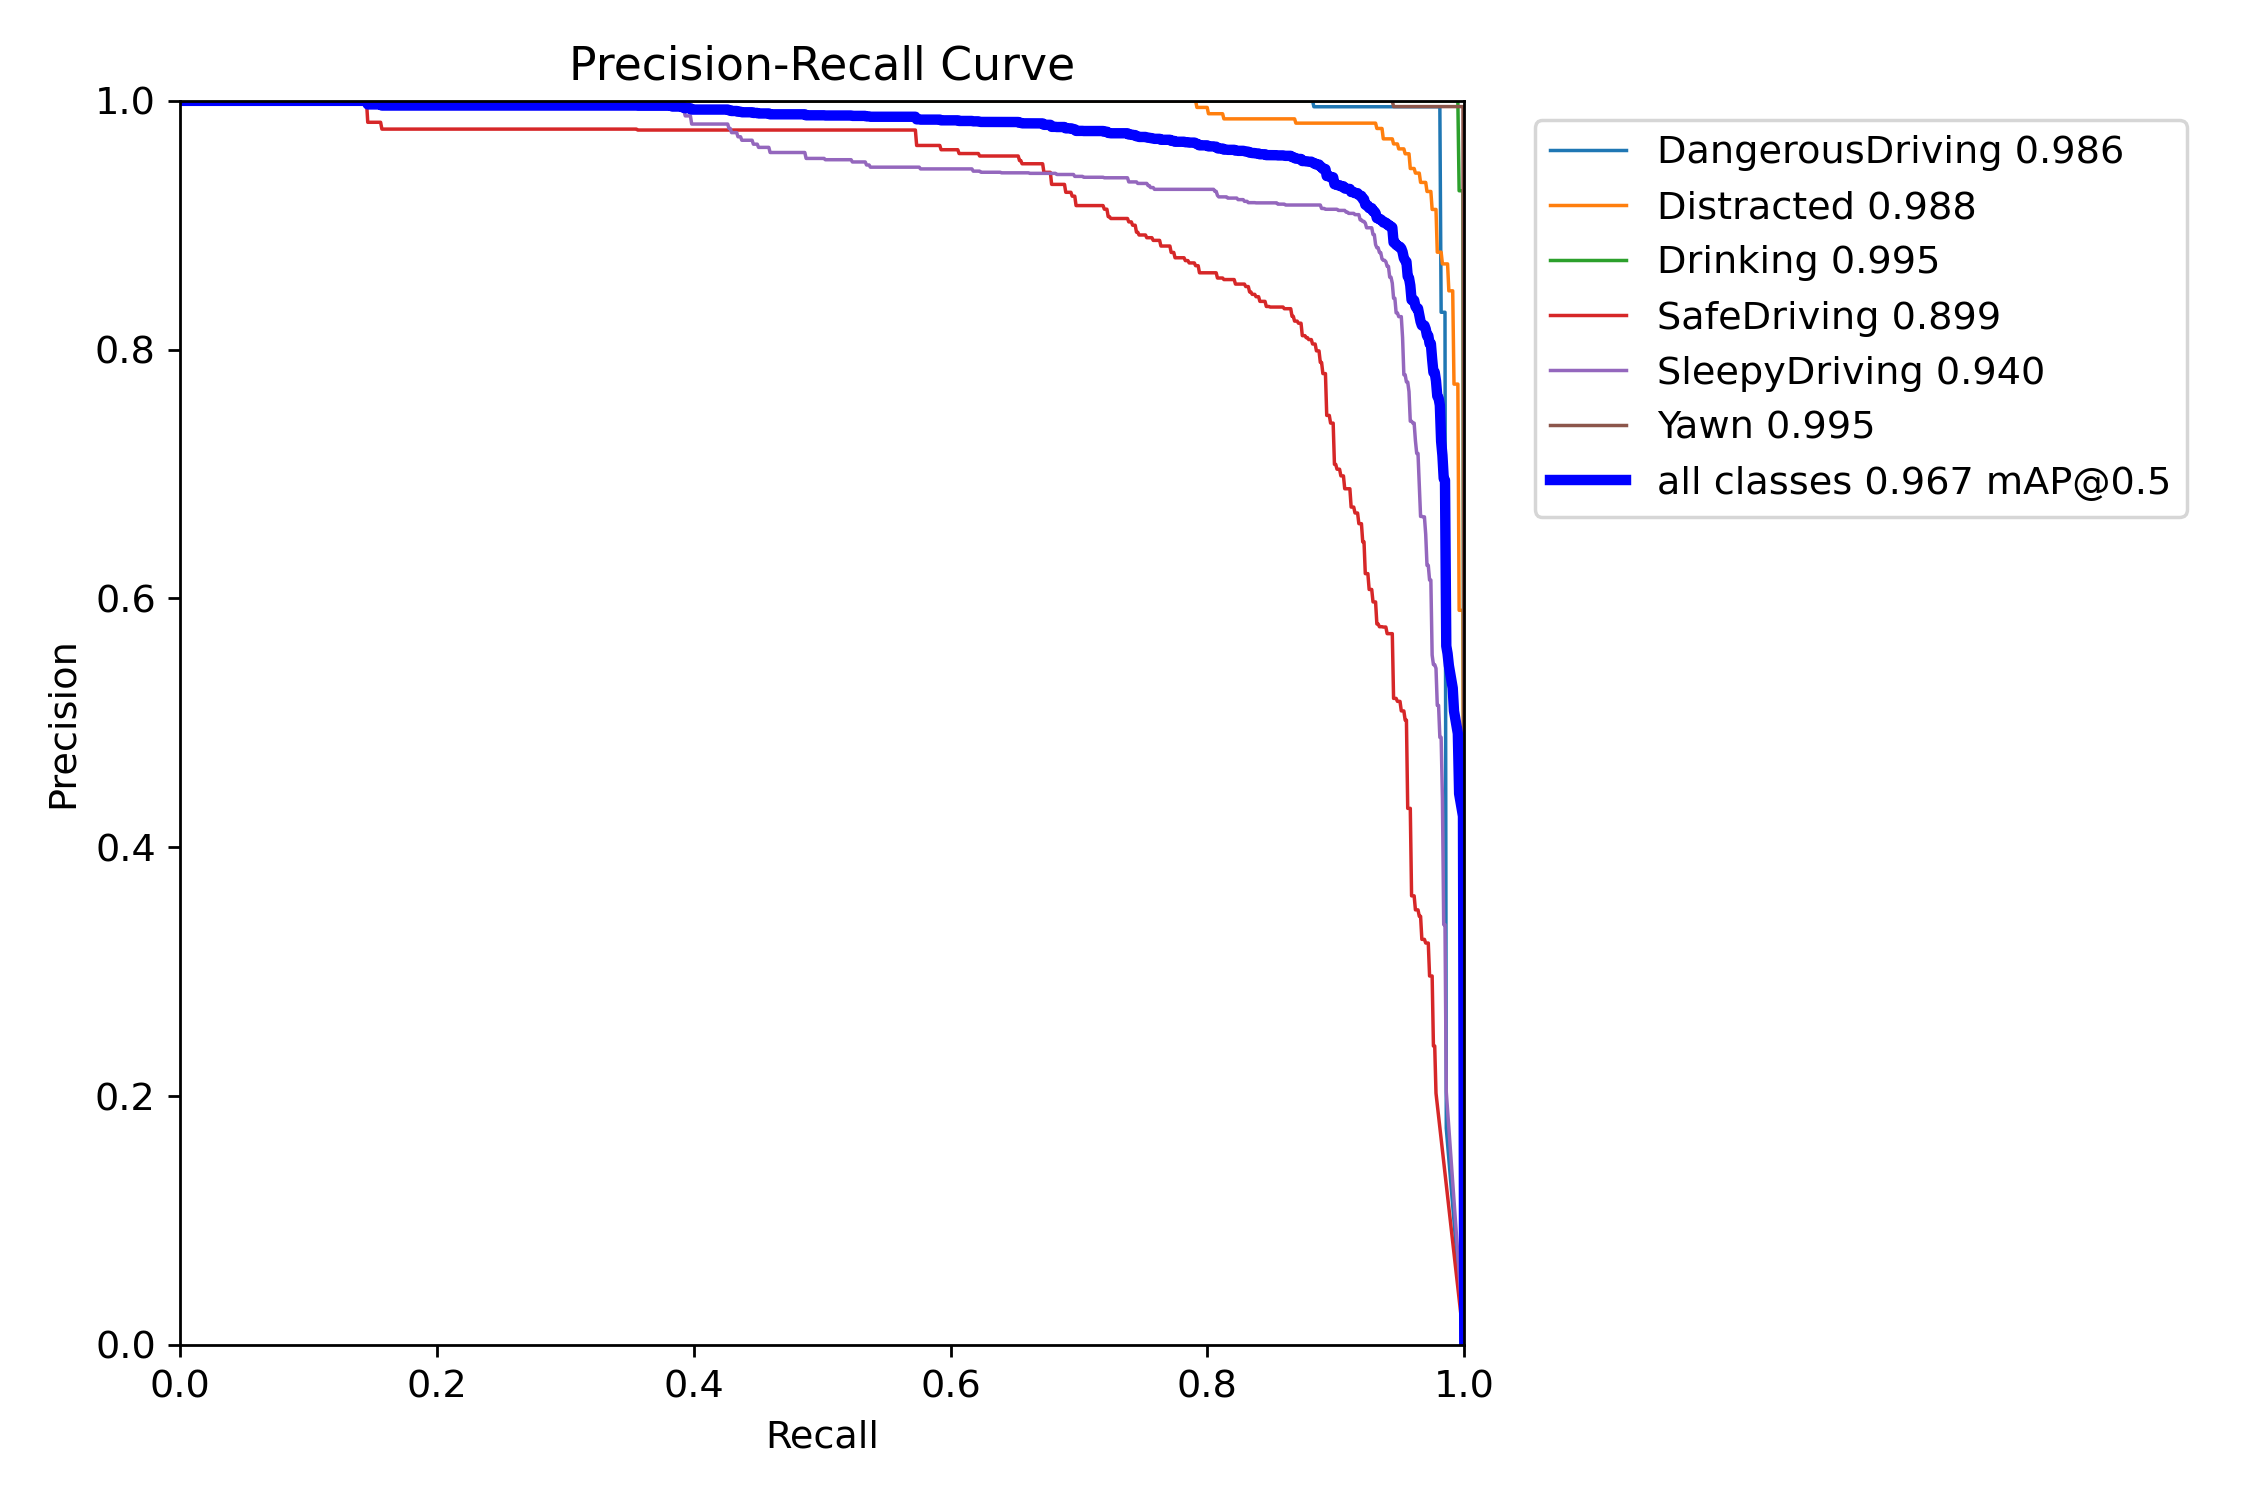 Precision-Recall Curve
1.0
0.8
0.6
0.4
0.2
0.0
Precision
0.0 0.2 0.4 0.6 0.8 1.0
Recall
DangerousDriving 0.986
Distracted 0.988
Drinking 0.995
SafeDriving 0.899
SleepyDriving 0.940
Yawn 0.995
all classes 0.967 mAP@0.5